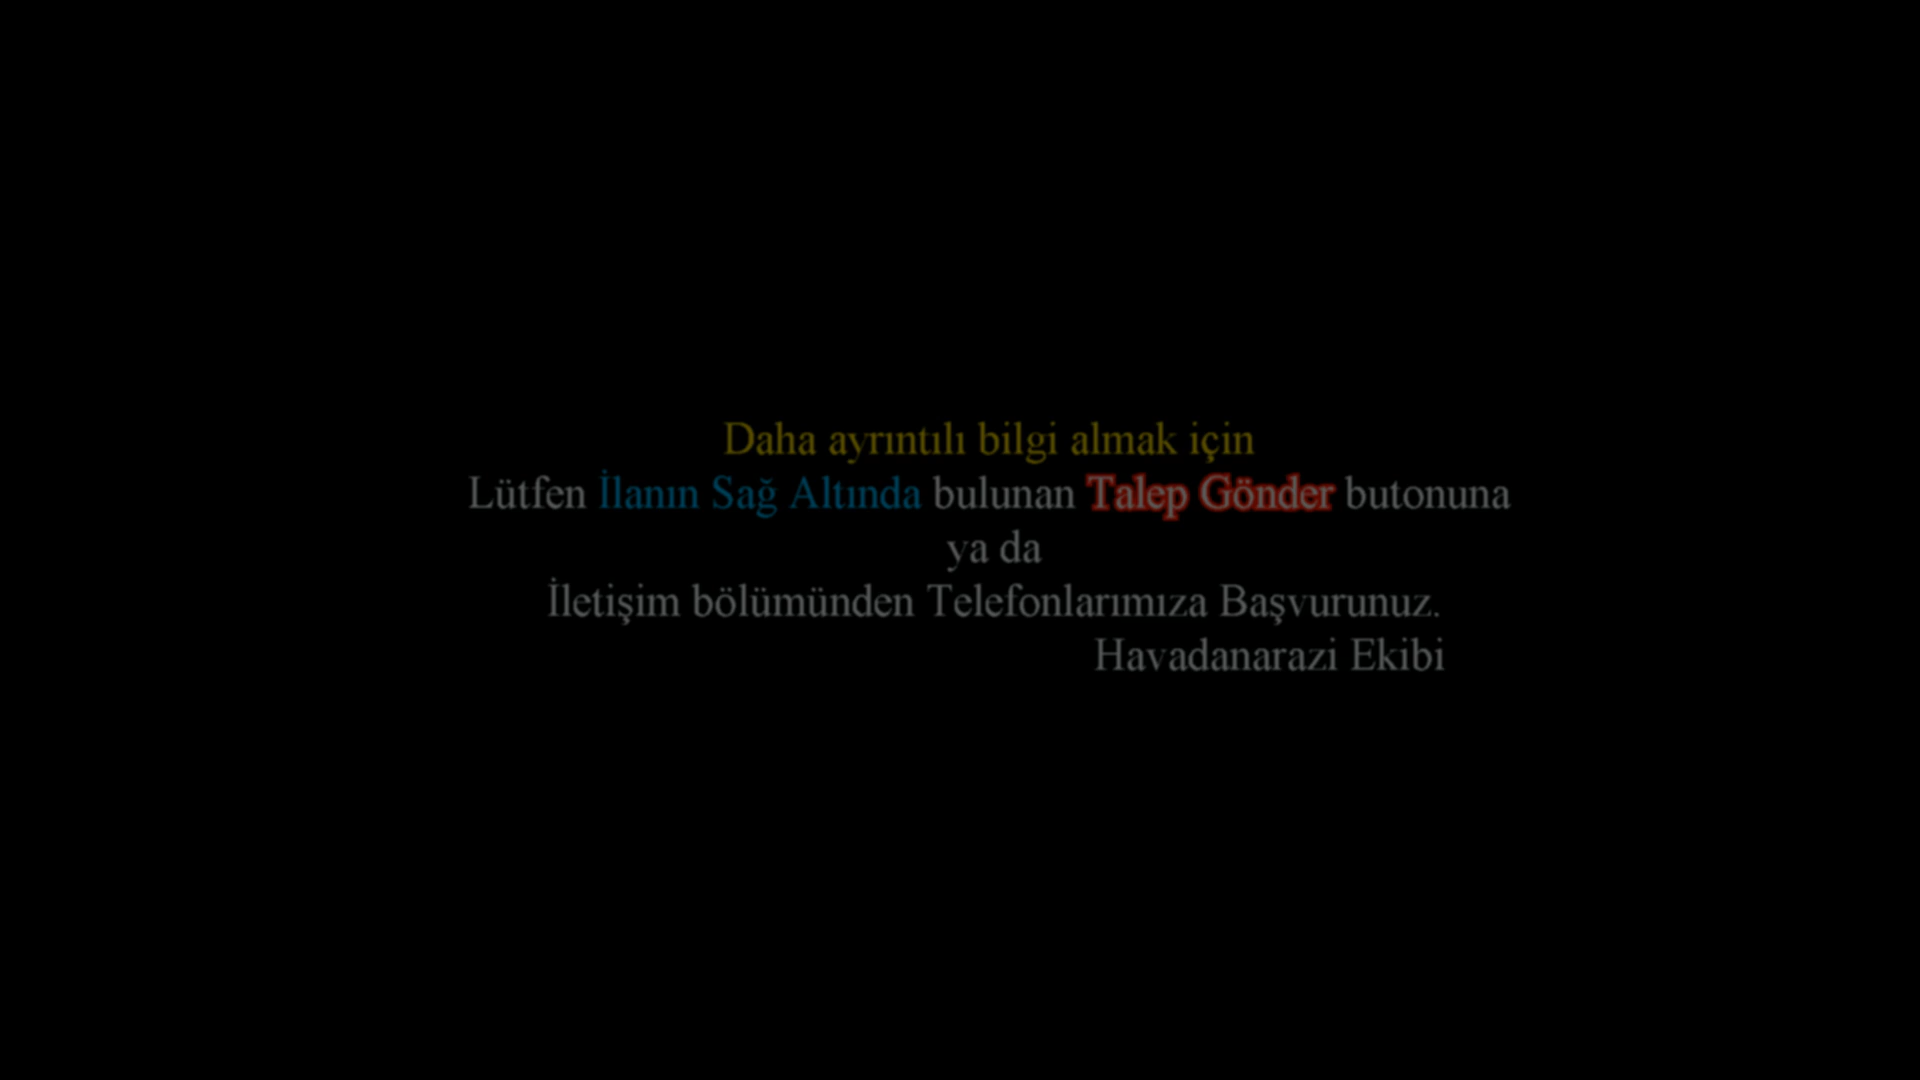 Daha ayrıntılı bilgi almak için
Lütfen İlanın Sağ Altında bulunan Talep Gönder butonuna
ya da
İletişim bölümünden Telefonlarımıza Başvurunuz.
Havadanarazi Ekibi